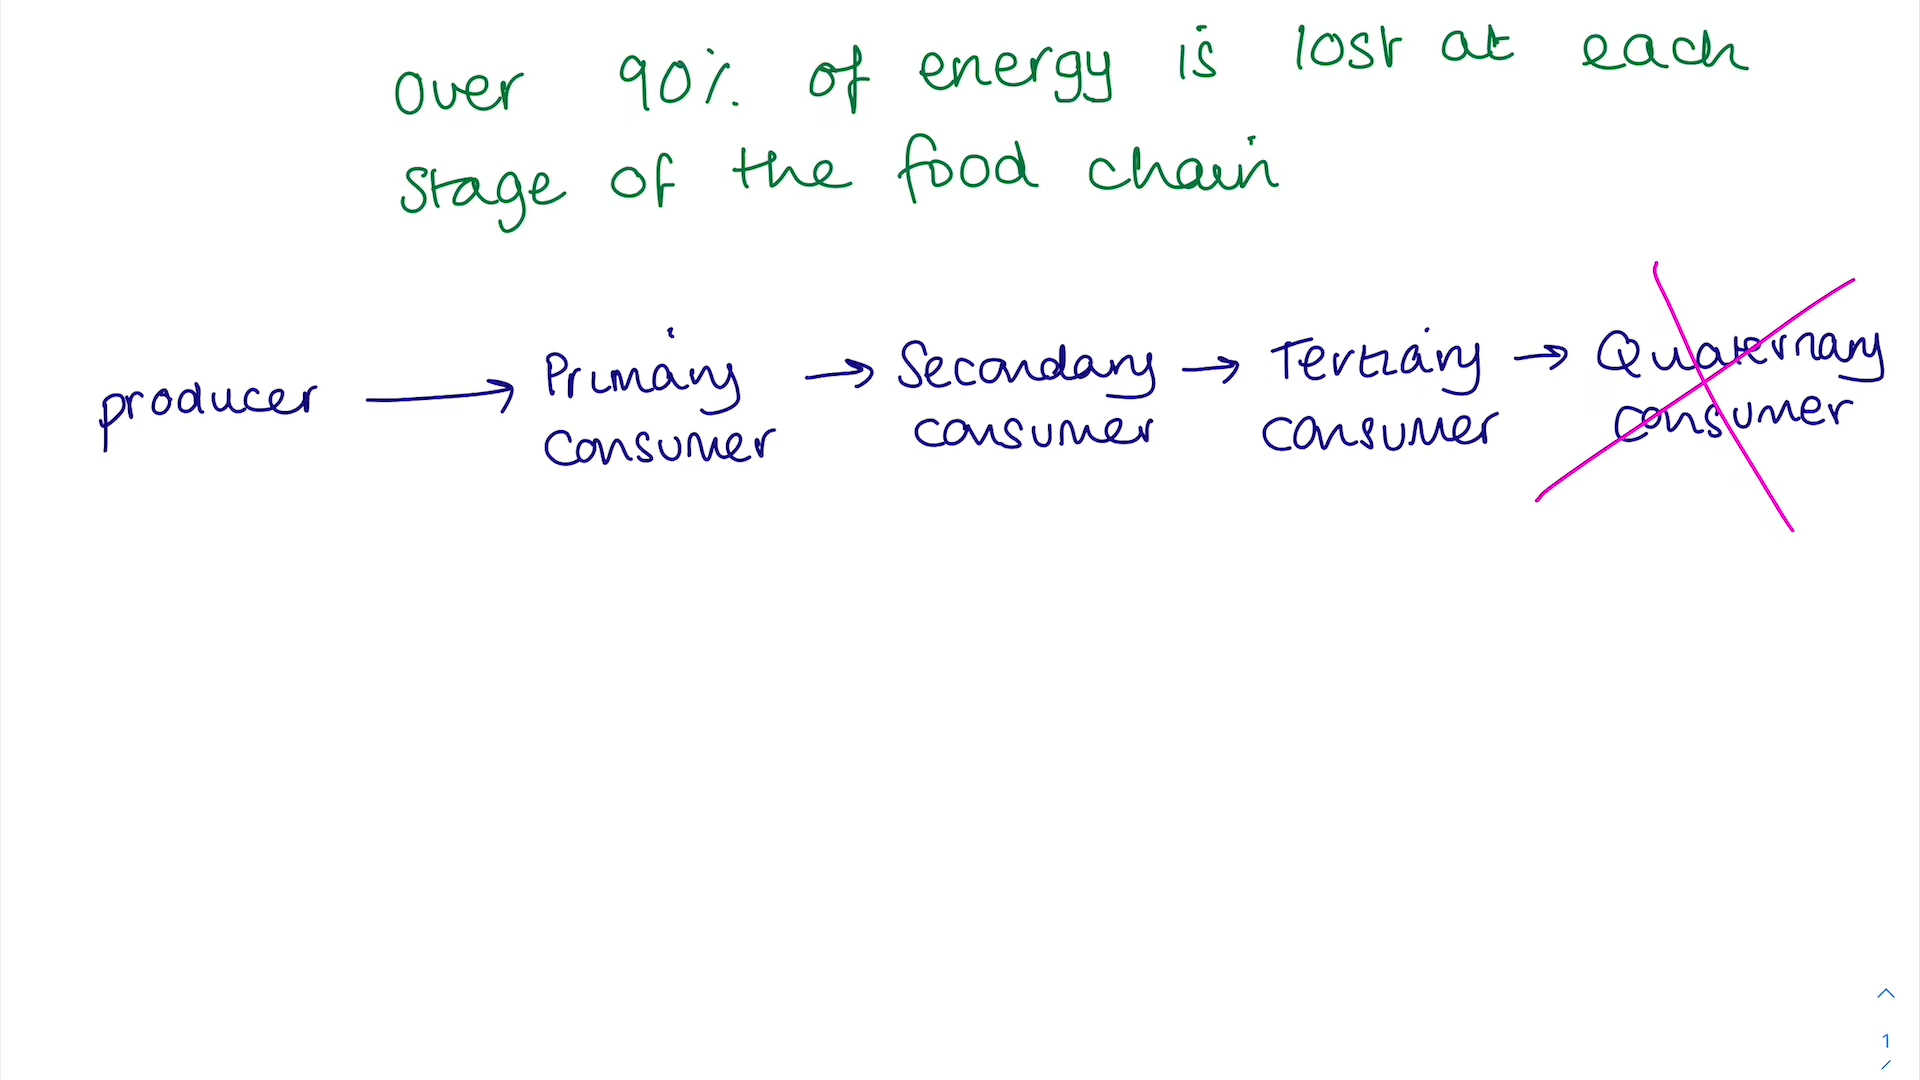 over 90% of energy is lost at each
stage of the food chain
producer → Primary → Secondary → Tertiary → Quaternary
consumer consumer consumer consumer
1